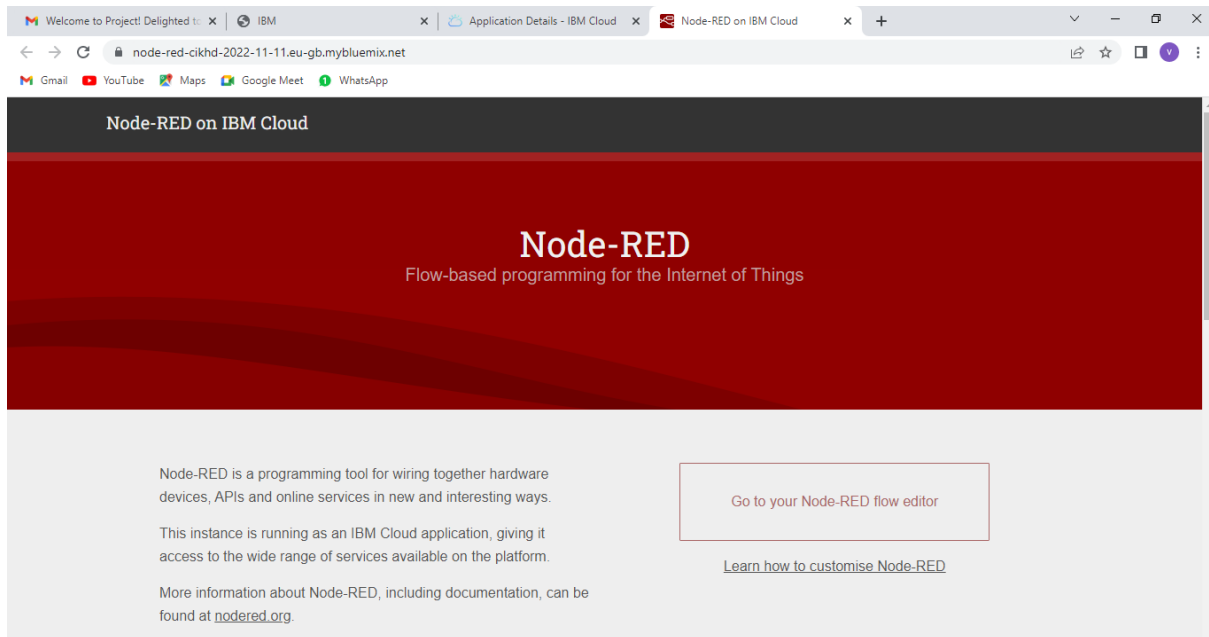 Welcome to Project! Delighted to
IBM
Application Details - IBM Cloud
Node-RED on IBM Cloud
node-red-cikhd-2022-11-11.eu-gb.mybluemix.net
V
Gmail
YouTube
Maps
Google Meet
1
WhatsApp
Node-RED on IBM Cloud
Node-RED
Flow-based programming for the Internet of Things
Node-RED is a programming tool for wiring together hardware
devices, APIs and online services in new and interesting ways.
This instance is running as an IBM Cloud application, giving it
access to the wide range of services available on the platform.
More information about Node-RED, including documentation, can be
found at nodered.org.
Go to your Node-RED flow editor
Learn how to customise Node-RED